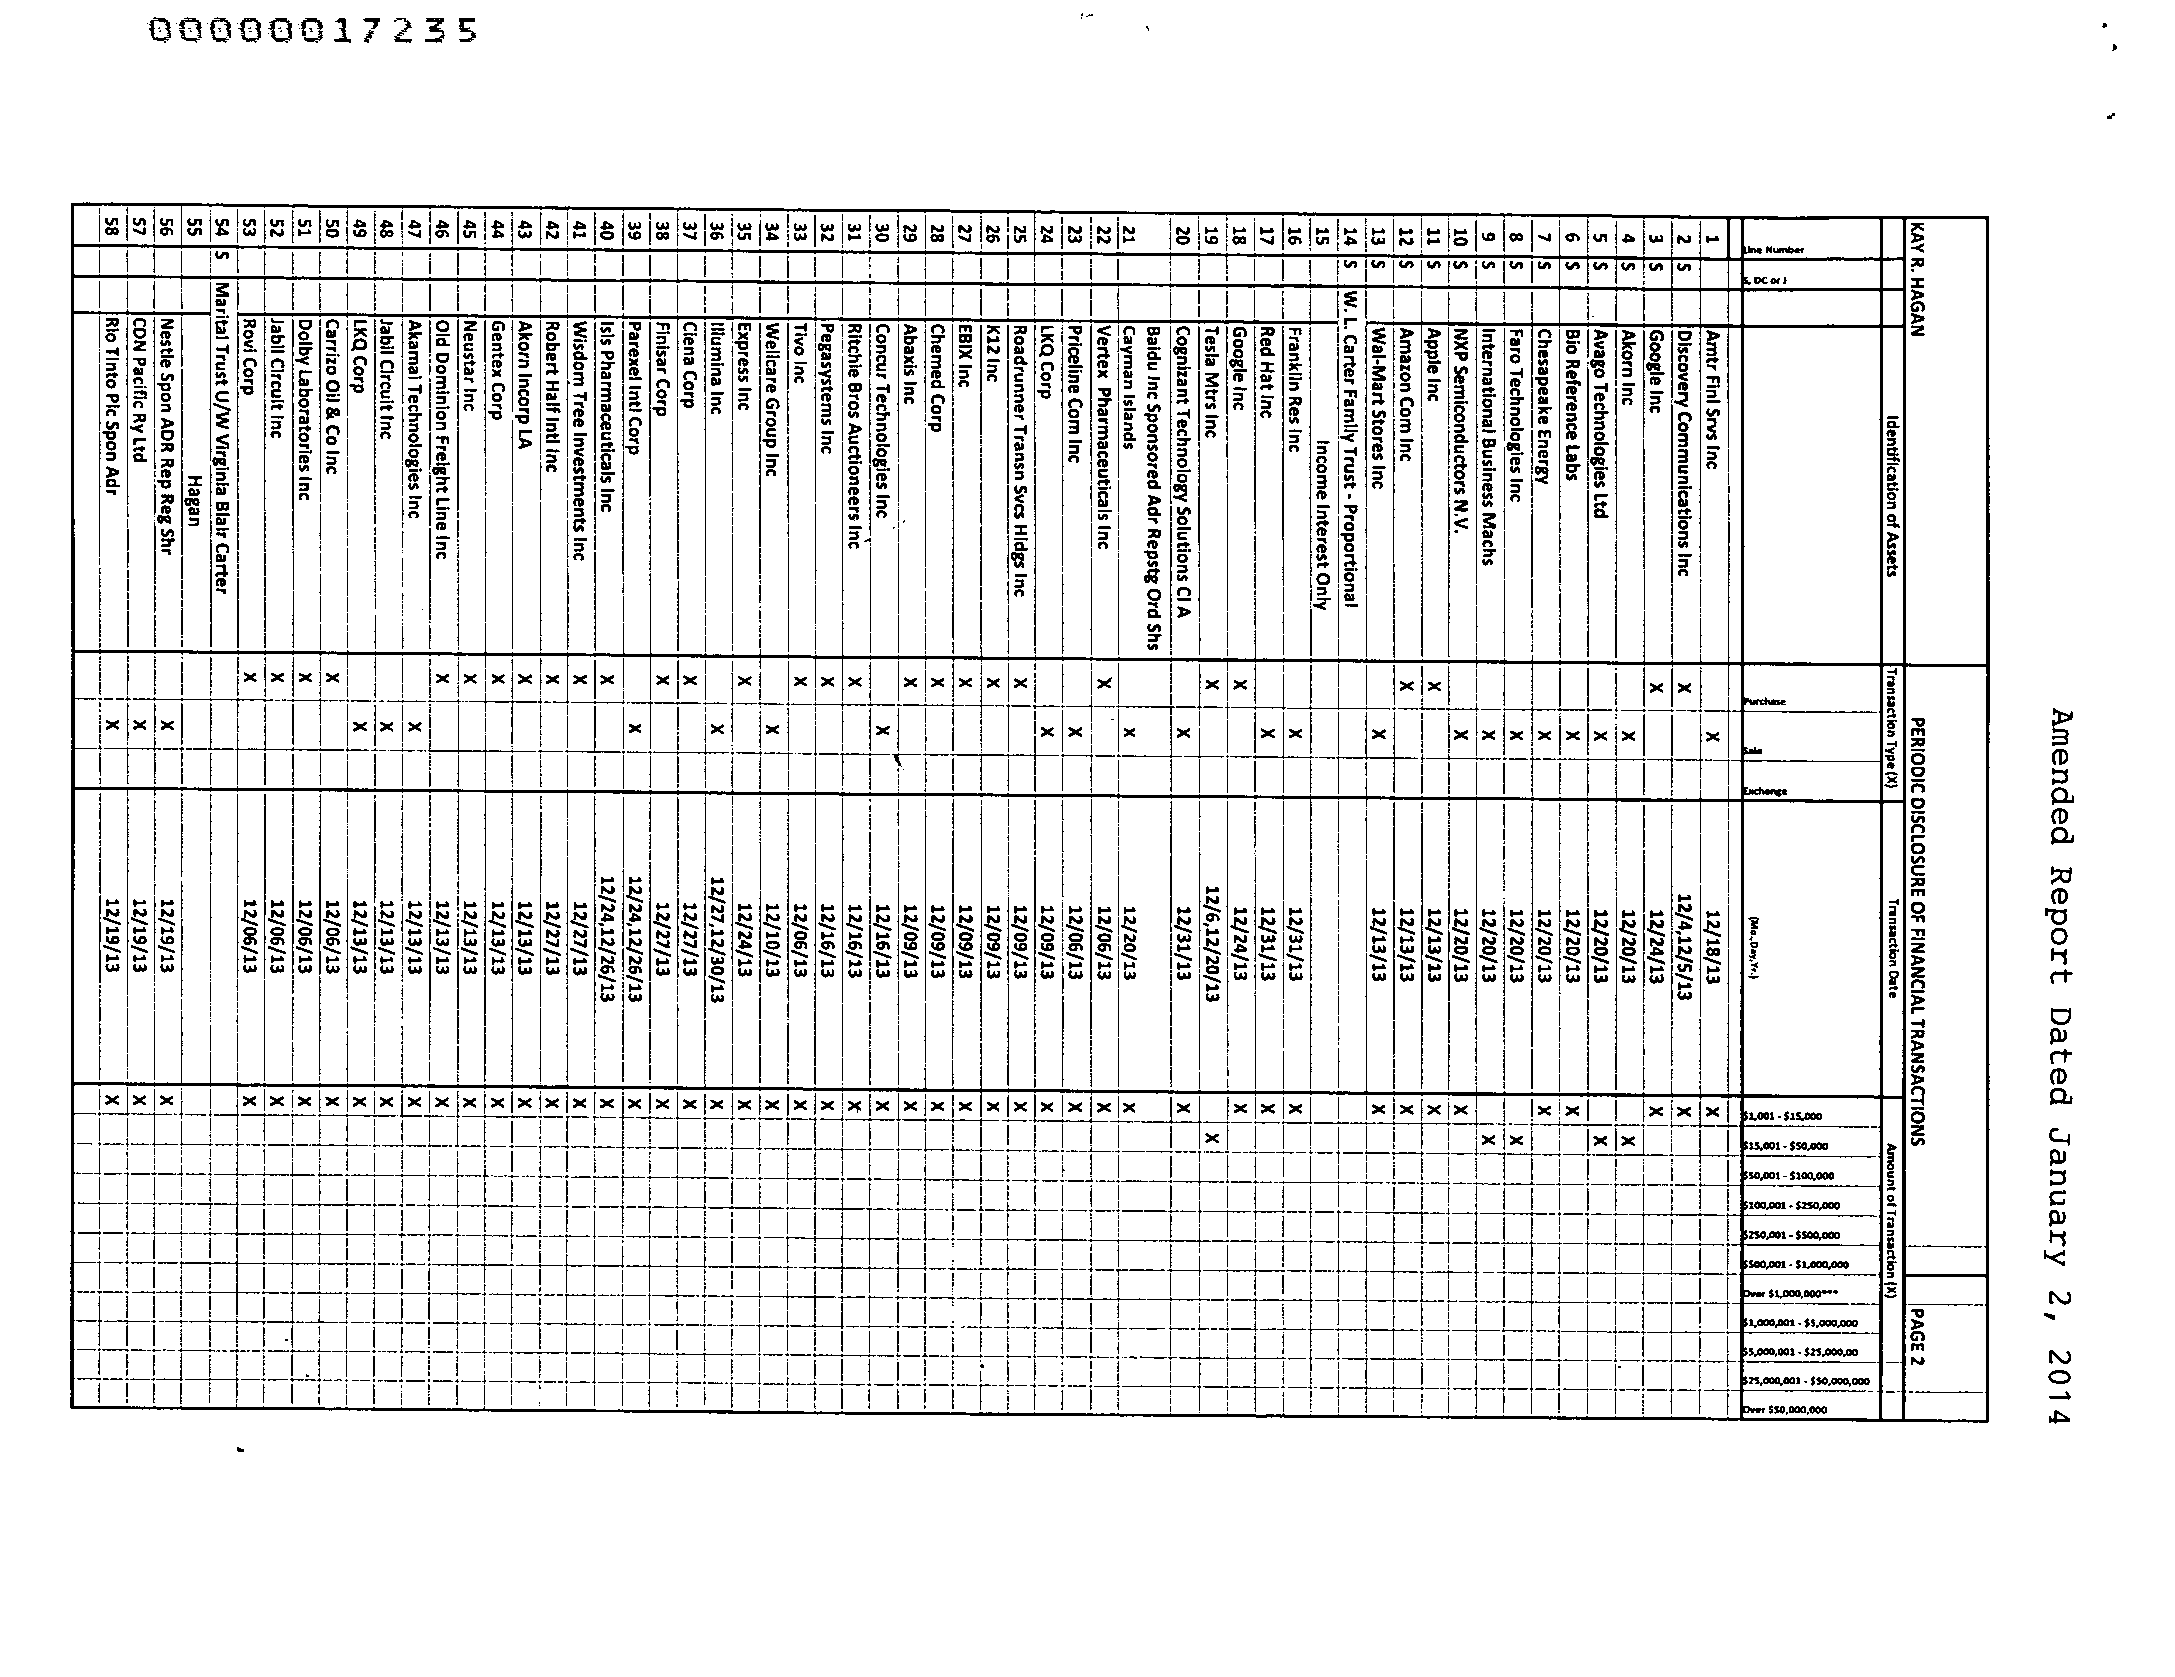 00000017235
Amended Report Dated January 2, 2014
KAY R. HAGAN PERIODIC DISCLOSURE OF FINANCIAL TRANSACTIONS PAGE 2
Identification of Assets Transaction Type (X) Transaction Date Amount of Transaction (X)
Line Number S, DC or J Purchase Sale Exchange (Mo.,Day,Yr.) $1,001 - $15,000 $15,001 - $50,000 $50,001 - $100,000 $100,001 - $250,000 $250,001 - $500,000 $500,001 - $1,000,000 Over $1,000,000*** $1,000,001 - $5,000,000 $5,000,001 - $25,000,00 $25,000,001 - $50,000,000 Over $50,000,000
1 Amtr Finl Srvs Inc X 12/18/13 X
2 S Discovery Communications Inc X 12/4,12/5/13 X
3 S Google Inc X 12/24/13 X
4 S Akorn Inc X 12/20/13 X
5 S Avago Technologies Ltd X 12/20/13 X
6 S Bio Reference Labs X 12/20/13 X
7 S Chesapeake Energy X 12/20/13 X
8 S Faro Technologies Inc X 12/20/13 X
9 S International Business Machs X 12/20/13 X
10 S NXP Semiconductors N.V. X 12/20/13 X
11 S Apple Inc X 12/13/13 X
12 S Amazon Com Inc X 12/13/13 X
13 S Wal-Mart Stores Inc X 12/13/13 X
14 S W. L. Carter Family Trust - Proportional
15 Income Interest Only
16 Franklin Res Inc X 12/31/13 X
17 Red Hat Inc X 12/31/13 X
18 Google Inc X 12/24/13 X
19 Tesla Mtrs Inc X 12/6,12/20/13 X
20 Cognizant Technology Solutions Cl A X 12/31/13 X
Baidu Inc Sponsored Adr Repstg Ord Shs
21 Cayman Islands X 12/20/13 X
22 Vertex Pharmaceuticals Inc X 12/06/13 X
23 Priceline Com Inc X 12/06/13 X
24 LKQ Corp X 12/09/13 X
25 Roadrunner Transn Svcs Hldgs Inc X 12/09/13 X
26 K12 Inc X 12/09/13 X
27 EBIX Inc X 12/09/13 X
28 Chemed Corp X 12/09/13 X
29 Abaxis Inc X 12/09/13 X
30 Concur Technologies Inc X 12/16/13 X
31 Ritchie Bros Auctioneers Inc X 12/16/13 X
32 Pegasystems Inc X 12/16/13 X
33 Tivo Inc X 12/06/13 X
34 Wellcare Group Inc X 12/10/13 X
35 Express Inc X 12/24/13 X
36 Illumina Inc X 12/27,12/30/13 X
37 Ciena Corp X 12/27/13 X
38 Finisar Corp X 12/27/13 X
39 Parexel Intl Corp X 12/24,12/26/13 X
40 Isis Pharmaceuticals Inc X 12/24,12/26/13 X
41 Wisdom Tree Investments Inc X 12/27/13 X
42 Robert Half Intl Inc X 12/27/13 X
43 Akorn Incorp LA X 12/13/13 X
44 Gentex Corp X 12/13/13 X
45 Neustar Inc X 12/13/13 X
46 Old Dominion Freight Line Inc X 12/13/13 X
47 Akamai Technologies Inc X 12/13/13 X
48 Jabil Circuit Inc X 12/13/13 X
49 LKQ Corp X 12/13/13 X
50 Carrizo Oil & Co Inc X 12/06/13 X
51 Dolby Laboratories Inc X 12/06/13 X
52 Jabil Circuit Inc X 12/06/13 X
53 Rovi Corp X 12/06/13 X
54 S Marital Trust U/W Virginia Blair Carter
55 Hagan
56 Nestle Spon ADR Rep Reg Shr X 12/19/13 X
57 CDN Pacific Ry Ltd X 12/19/13 X
58 Rio Tinto Plc Spon Adr X 12/19/13 X